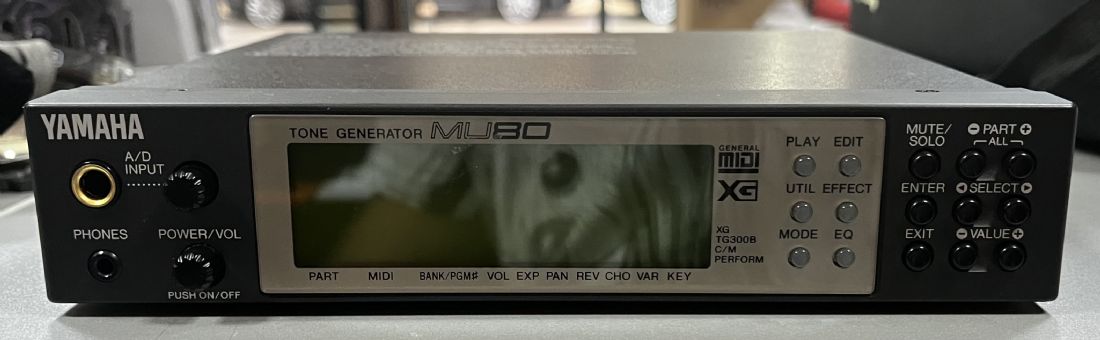 YAMAHA
A/D
INPUT
PHONES
POWER/VOL
PUSH ON/OFF
TONE GENERATOR MU80
GENERAL
MIDI
XG
XG
TG300B
C/M
PERFORM
PART MIDI BANK/PGM# VOL EXP PAN REV CHO VAR KEY
PLAY EDIT
UTIL EFFECT
MODE EQ
MUTE/
SOLO
PART
ALL
ENTER
SELECT
EXIT
VALUE